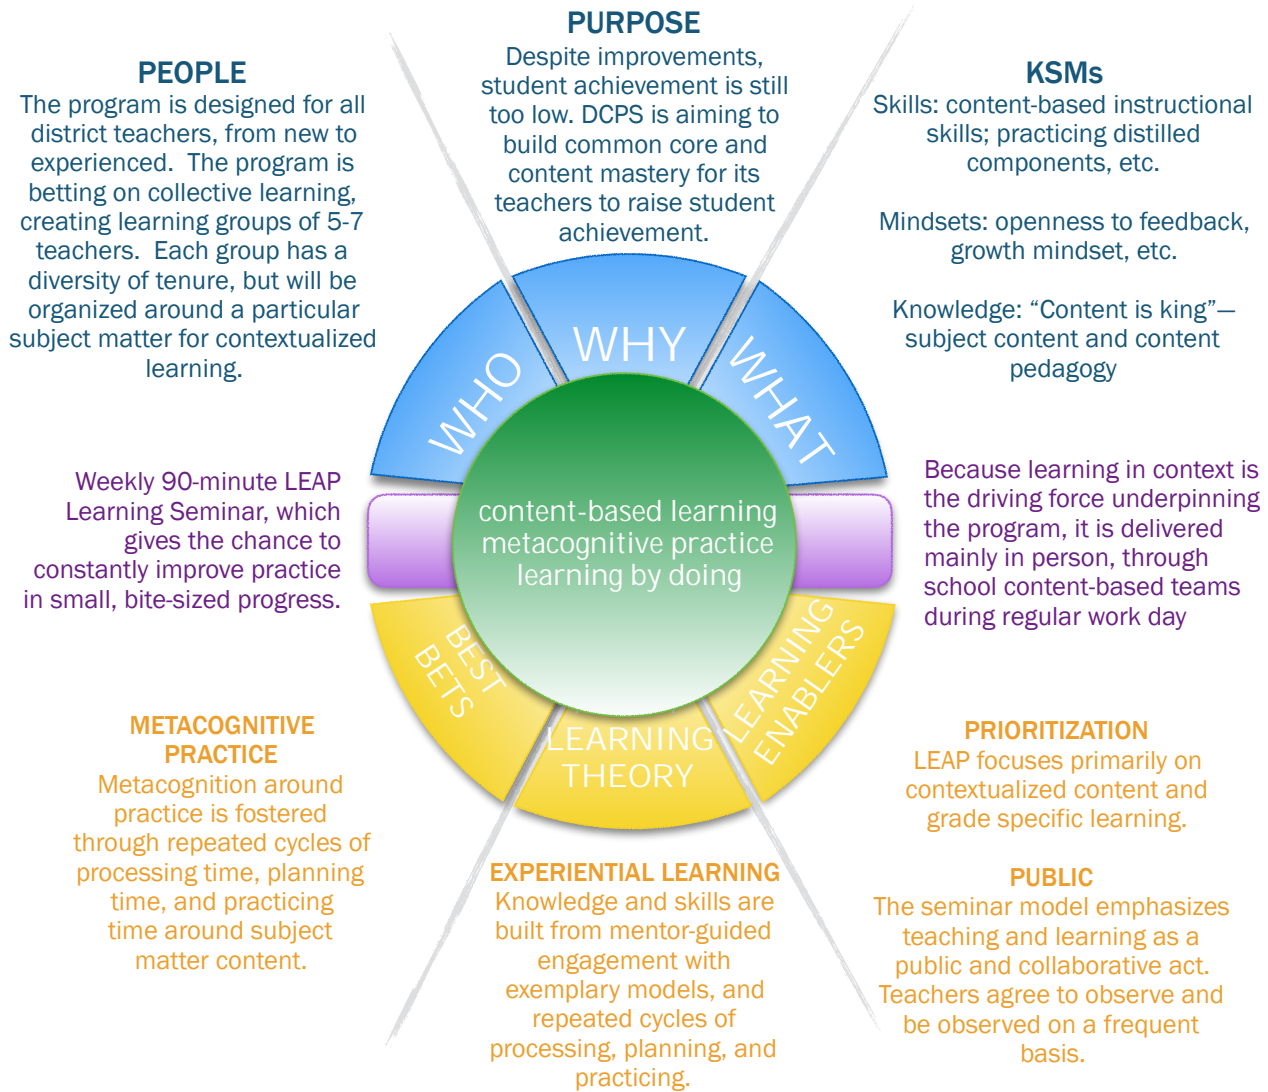 PURPOSE
Despite improvements,
student achievement is still
too low. DCPS is aiming to
build common core and
content mastery for its
teachers to raise student
achievement.
PEOPLE
The program is designed for all
district teachers, from new to
experienced.  The program is
betting on collective learning,
creating learning groups of 5-7
teachers.  Each group has a
diversity of tenure, but will be
organized around a particular
subject matter for contextualized
learning.
KSMs
Skills: content-based instructional
skills; practicing distilled
components, etc.
Mindsets: openness to feedback,
growth mindset, etc.
Knowledge: “Content is king”—
subject content and content
pedagogy
WHO
WHY
WHAT
Weekly 90-minute LEAP
Learning Seminar, which
gives the chance to
constantly improve practice
in small, bite-sized progress.
content-based learning
metacognitive practice
learning by doing
Because learning in context is
the driving force underpinning
the program, it is delivered
mainly in person, through
school content-based teams
during regular work day
BEST
BETS
LEARNING
THEORY
LEARNING
ENABLERS
METACOGNITIVE
PRACTICE
Metacognition around
practice is fostered
through repeated cycles of
processing time, planning
time, and practicing
time around subject
matter content.
EXPERIENTIAL LEARNING
Knowledge and skills are
built from mentor-guided
engagement with
exemplary models, and
repeated cycles of
processing, planning, and
practicing.
PRIORITIZATION
LEAP focuses primarily on
contextualized content and
grade specific learning.
PUBLIC
The seminar model emphasizes
teaching and learning as a
public and collaborative act.
Teachers agree to observe and
be observed on a frequent
basis.